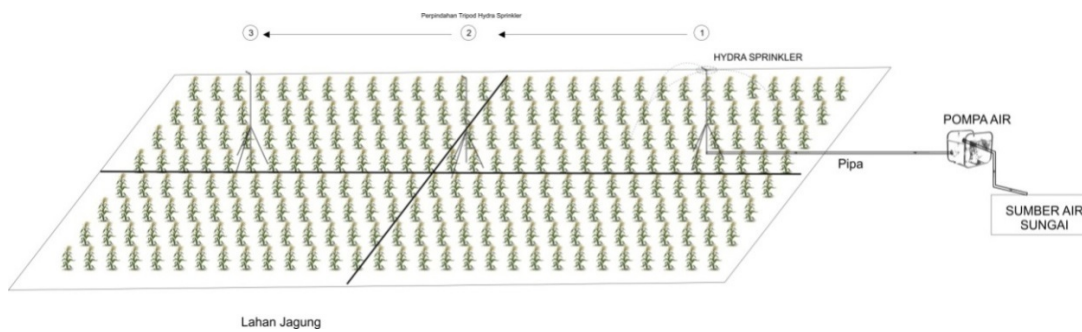 Perpindahan Tripod Hydra Sprinkler
3
2
1
HYDRA SPRINKLER
POMPA AIR
Pipa
SUMBER AIR
SUNGAI
Lahan Jagung